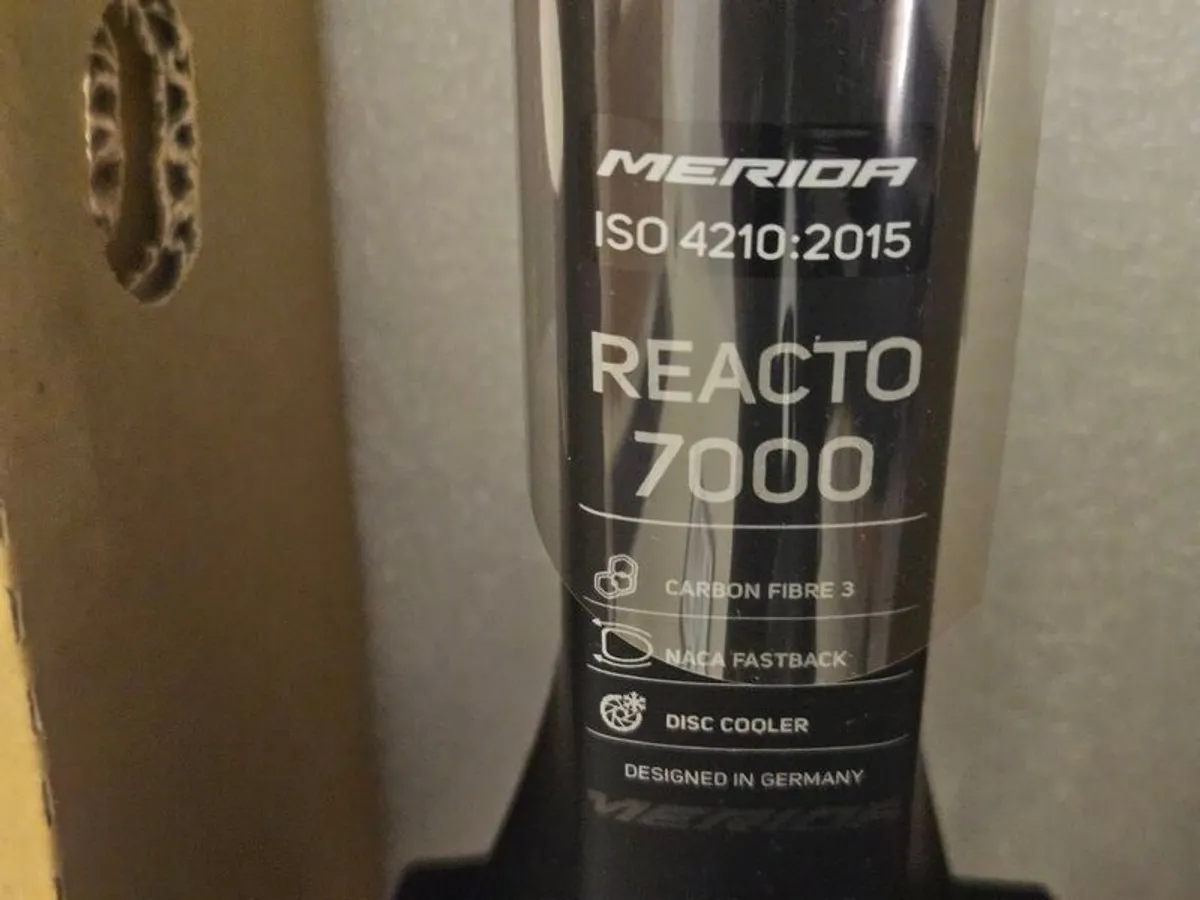 MERIDA
ISO 4210:2015
REACTO
7000
CARBON FIBRE 3
NACA FASTBACK
DISC COOLER
DESIGNED IN GERMANY
MERIDA